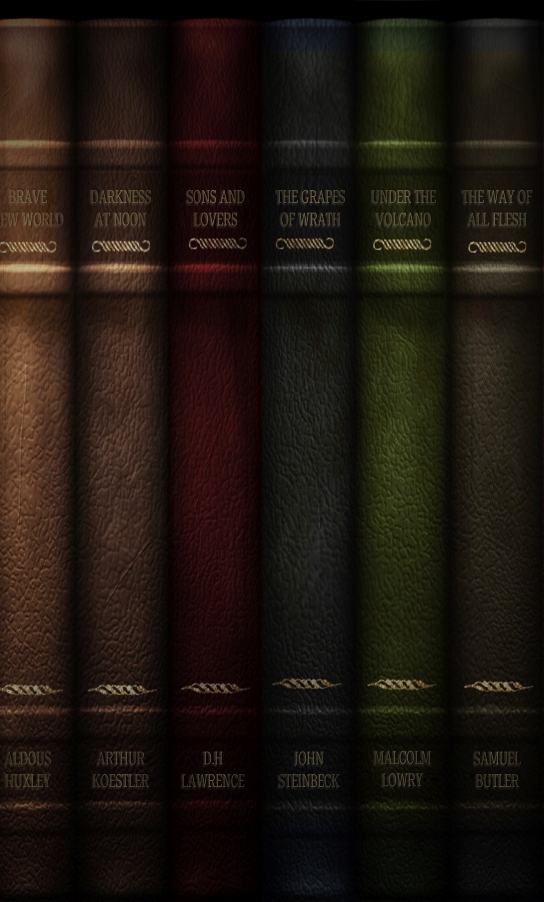 BRAVE
EW WORLD
ALDOUS
HUXLEY
DARKNESS
AT NOON
ARTHUR
KOESTLER
SONS AND
LOVERS
D.H
LAWRENCE
THE GRAPES
OF WRATH
JOHN
STEINBECK
UNDER THE
VOLCANO
MALCOLM
LOWRY
THE WAY OF
ALL FLESH
SAMUEL
BUTLER